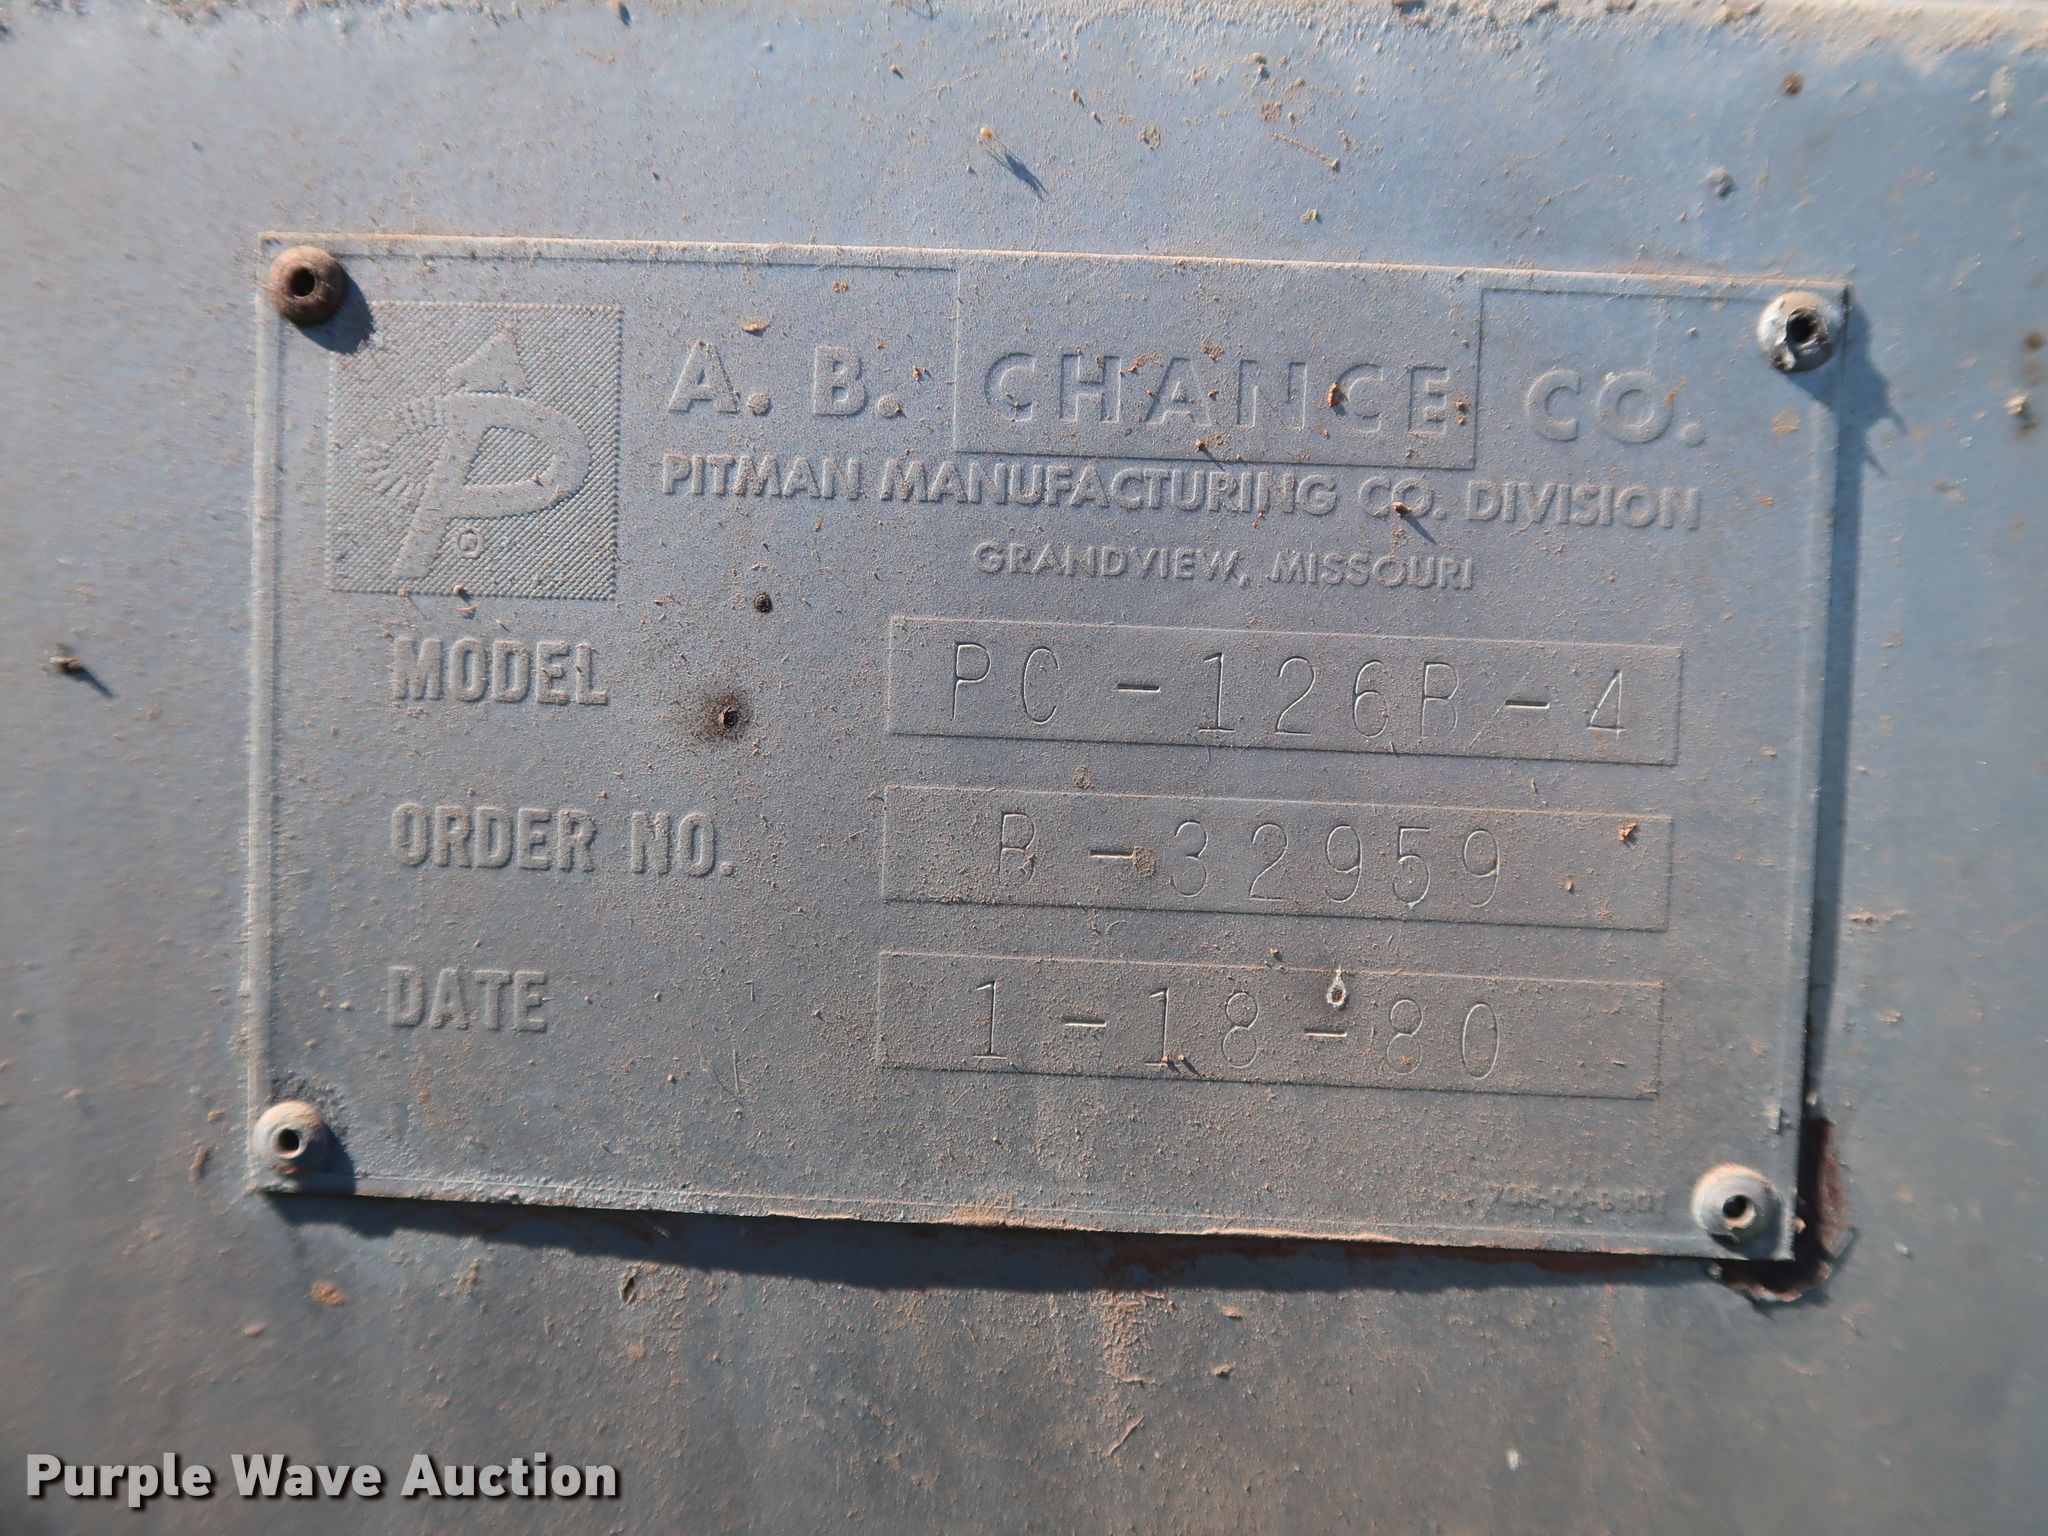 A. B. CHANCE CO.
PITMAN MANUFACTURING CO. DIVISION
GRANDVIEW, MISSOURI
P ®
MODEL PC-126B-4
ORDER NO. B-32959
DATE 1-18-80
Purple Wave Auction